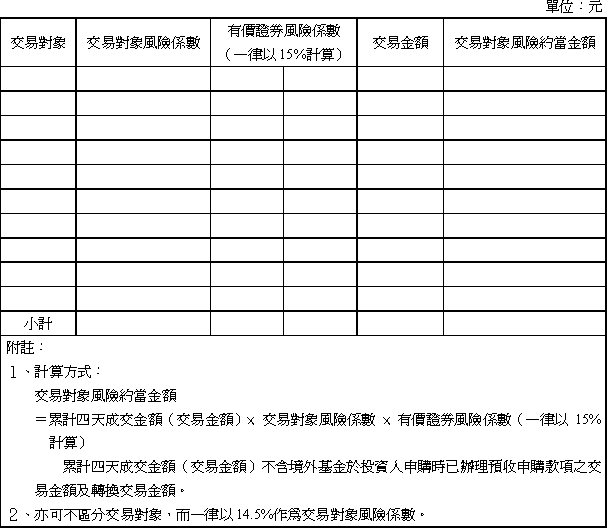 單位：元
交易對象 交易對象風險係數 有價證券風險係數（一律以15%計算） 交易金額 交易對象風險約當金額
小計
附註：
１、計算方式：
交易對象風險約當金額
＝累計四天成交金額（交易金額）× 交易對象風險係數 × 有價證券風險係數（一律以 15%
計算）
累計四天成交金額（交易金額）不含境外基金於投資人申購時已辦理預收申購款項之交
易金額及轉換交易金額。
２、亦可不區分交易對象，而一律以14.5%作為交易對象風險係數。